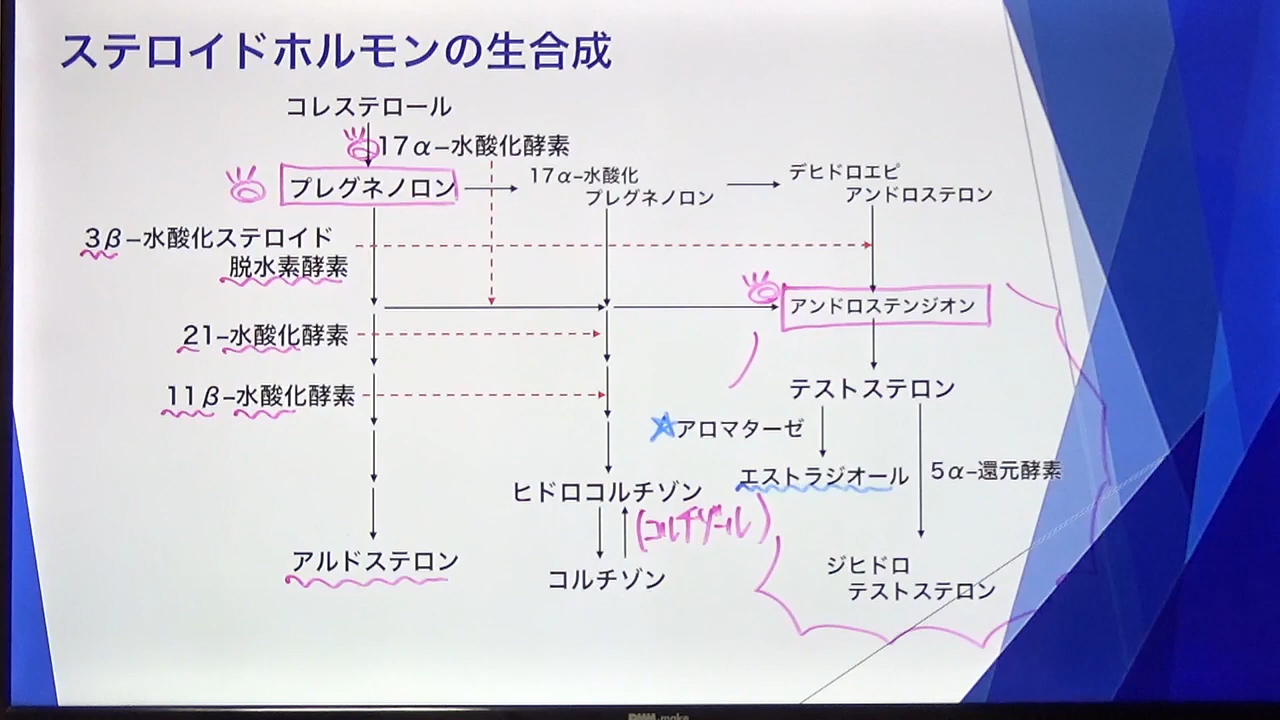 ステロイドホルモンの生合成
コレステロール
17α−水酸化酵素
プレグネノロン
17α−水酸化
プレグネノロン
デヒドロエピ
アンドロステロン
3β−水酸化ステロイド
脱水素酵素
アンドロステンジオン
21−水酸化酵素
テストステロン
11β−水酸化酵素
アロマターゼ
エストラジオール
5α−還元酵素
ヒドロコルチゾン
(コルチゾール)
アルドステロン
コルチゾン
ジヒドロ
テストステロン
DMM.make